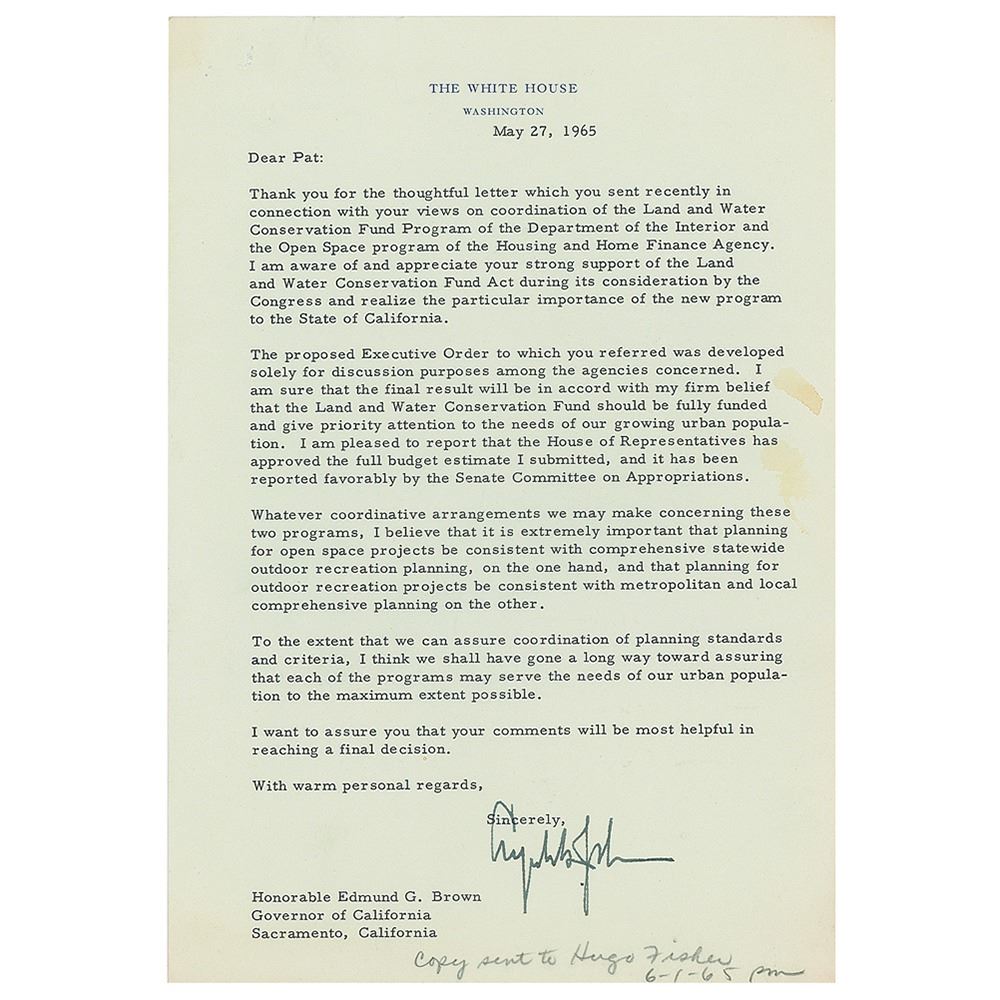 THE WHITE HOUSE
WASHINGTON
May 27, 1965
Dear Pat:
Thank you for the thoughtful letter which you sent recently in
connection with your views on coordination of the Land and Water
Conservation Fund Program of the Department of the Interior and
the Open Space program of the Housing and Home Finance Agency.
I am aware of and appreciate your strong support of the Land
and Water Conservation Fund Act during its consideration by the
Congress and realize the particular importance of the new program
to the State of California.
The proposed Executive Order to which you referred was developed
solely for discussion purposes among the agencies concerned. I
am sure that the final result will be in accord with my firm belief
that the Land and Water Conservation Fund should be fully funded
and give priority attention to the needs of our growing urban popula-
tion. I am pleased to report that the House of Representatives has
approved the full budget estimate I submitted, and it has been
reported favorably by the Senate Committee on Appropriations.
Whatever coordinative arrangements we may make concerning these
two programs, I believe that it is extremely important that planning
for open space projects be consistent with comprehensive statewide
outdoor recreation planning, on the one hand, and that planning for
outdoor recreation projects be consistent with metropolitan and local
comprehensive planning on the other.
To the extent that we can assure coordination of planning standards
and criteria, I think we shall have gone a long way toward assuring
that each of the programs may serve the needs of our urban popula-
tion to the maximum extent possible.
I want to assure you that your comments will be most helpful in
reaching a final decision.
With warm personal regards,
Sincerely,
Honorable Edmund G. Brown
Governor of California
Sacramento, California
Copy sent to Hugo Fisher
6-1-65 pm